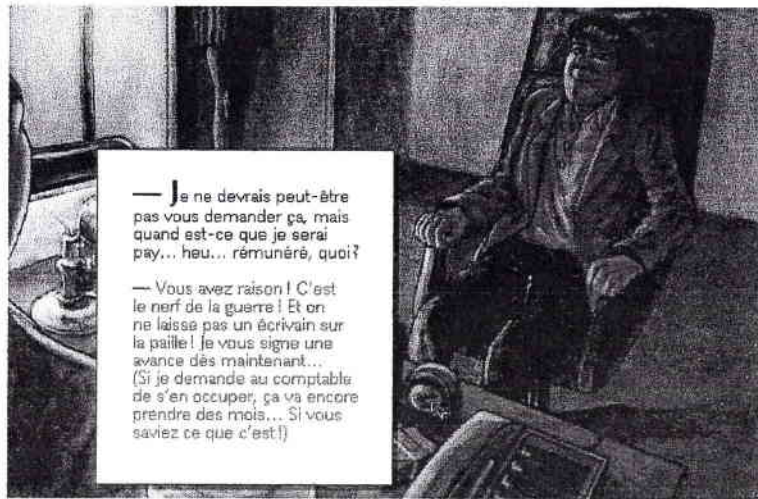 — Je ne devrais peut-être
pas vous demander ça, mais
quand est-ce que je serai
pay... heu... rémunéré, quoi?
— Vous avez raison! C'est
le nerf de la guerre! Et on
ne laisse pas un écrivain sur
la paille! Je vous signe une
avance dès maintenant...
(Si je demande au comptable
de s'en occuper, ça va encore
prendre des mois... Si vous
saviez ce que c'est!)